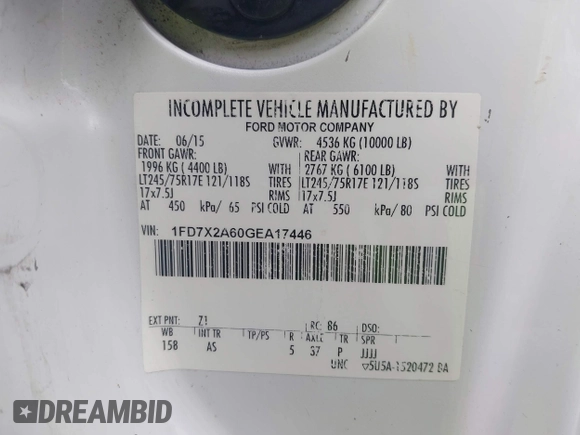 INCOMPLETE VEHICLE MANUFACTURED BY
FORD MOTOR COMPANY
DATE: 06/15 GVWR: 4536 KG (10000 LB)
FRONT GAWR: REAR GAWR:
1996 KG ( 4400 LB) WITH 2767 KG ( 6100 LB) WITH
LT245/75R17E 121/118S TIRES LT245/75R17E 121/118S TIRES
17x7.5J RIMS 17x7.5J RIMS
AT 450 kPa/ 65 PSI COLD AT 550 kPa/ 80 PSI COLD
VIN: 1FD7X2A60GEA17446
EXT PNT: Z1 RC: B6 DSO:
WB INT TR TP/PS R AXLE TR SPR
158 AS 5 37 P JJJJ
UNC 5U5A-1520472 BA
DREAMBID